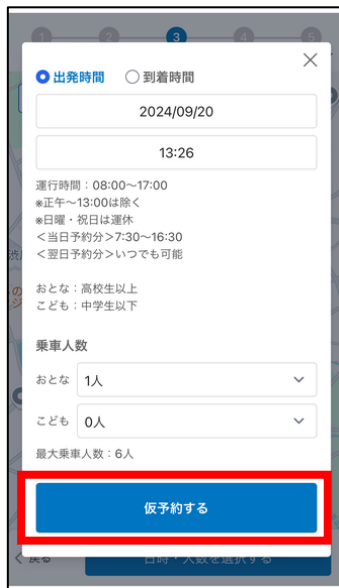 1 2 3 4 5
出発時間 到着時間
2024/09/20
13:26
運行時間：08:00〜17:00
※正午〜13:00は除く
※日曜・祝日は運休
＜当日予約分＞7:30〜16:30
＜翌日予約分＞いつでも可能
おとな：高校生以上
こども：中学生以下
乗車人数
おとな 1人
こども 0人
最大乗車人数：6人
仮予約する
戻る 日時・人数を選択する